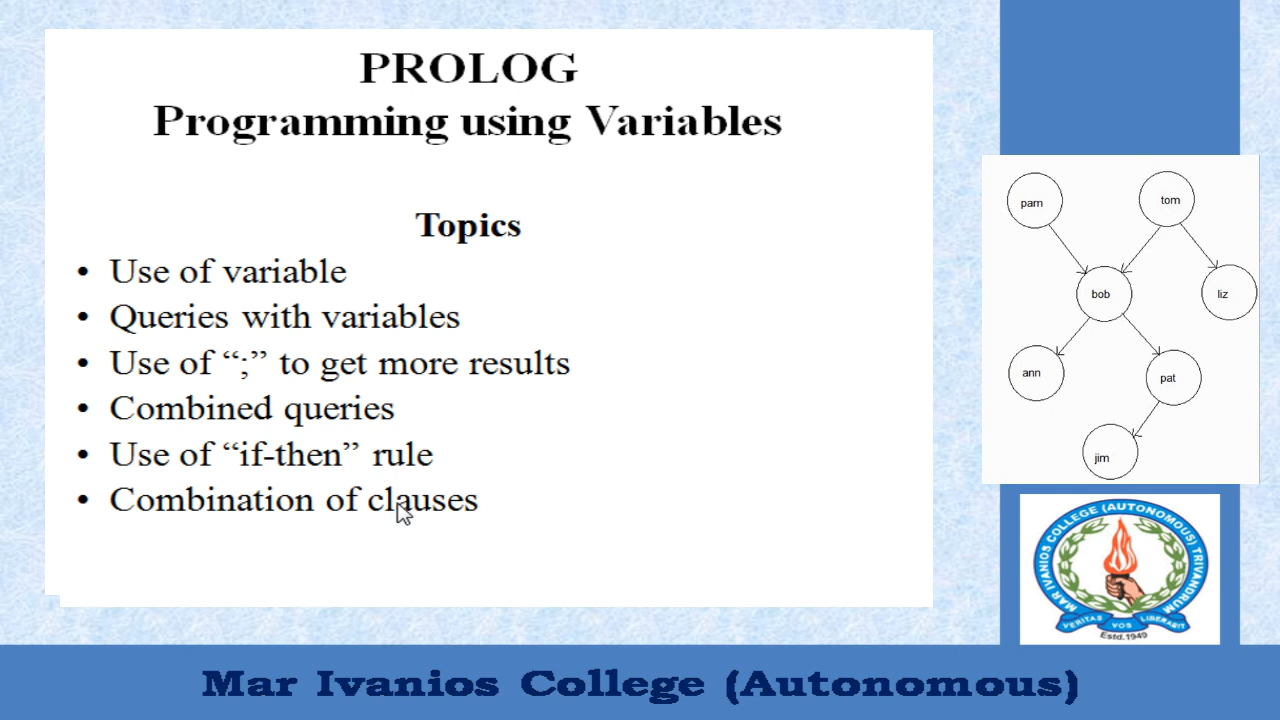 PROLOG
Programming using Variables
Topics
• Use of variable
• Queries with variables
• Use of “;” to get more results
• Combined queries
• Use of “if-then” rule
• Combination of clauses
pam
tom
bob
liz
ann
pat
jim
MAR IVANIOS COLLEGE (AUTONOMOUS) TRIVANDRUM
VERITAS VOS LIBERABIT
Estd.1949
Mar Ivanios College (Autonomous)